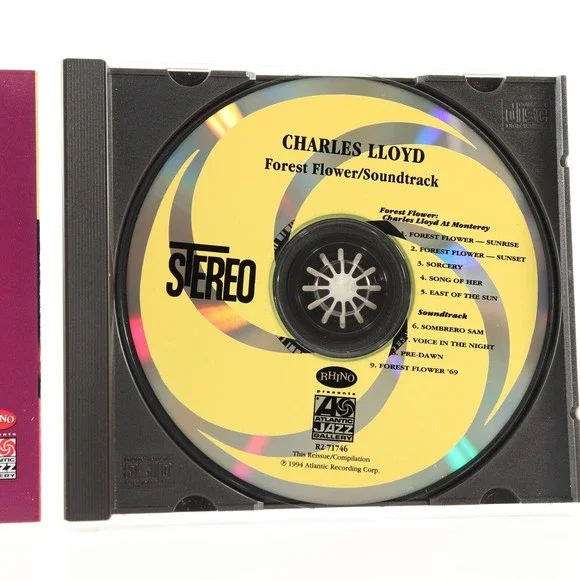 CHARLES LLOYD
Forest Flower/Soundtrack
Forest Flower:
Charles Lloyd At Monterey
1. FOREST FLOWER — SUNRISE
2. FOREST FLOWER — SUNSET
3. SORCERY
4. SONG OF HER
5. EAST OF THE SUN
Soundtrack
6. SOMBRERO SAM
7. VOICE IN THE NIGHT
8. PRE-DAWN
9. FOREST FLOWER '69
STEREO
RHINO
presents
ATLANTIC
JAZZ
GALLERY
R2 71746
This Reissue/Compilation
© 1994 Atlantic Recording Corp.
disc